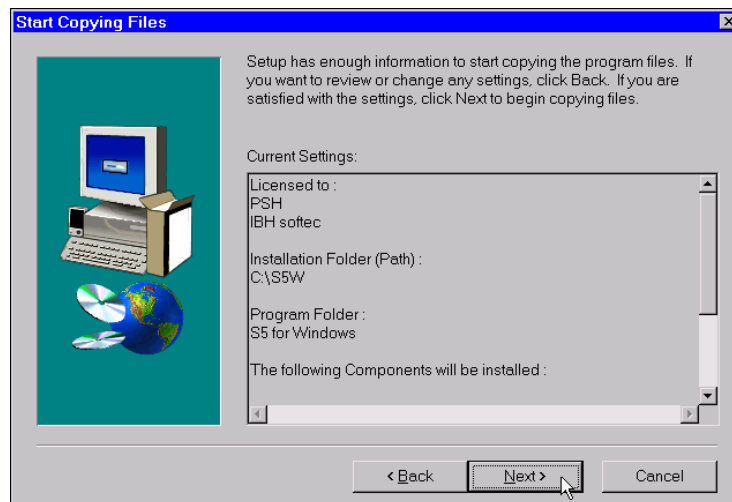 Start Copying Files
Setup has enough information to start copying the program files. If
you want to review or change any settings, click Back. If you are
satisfied with the settings, click Next to begin copying files.
Current Settings:
Licensed to :
PSH
IBH softec
Installation Folder (Path) :
C:\S5W
Program Folder :
S5 for Windows
The following Components will be installed :
< Back
Next >
Cancel